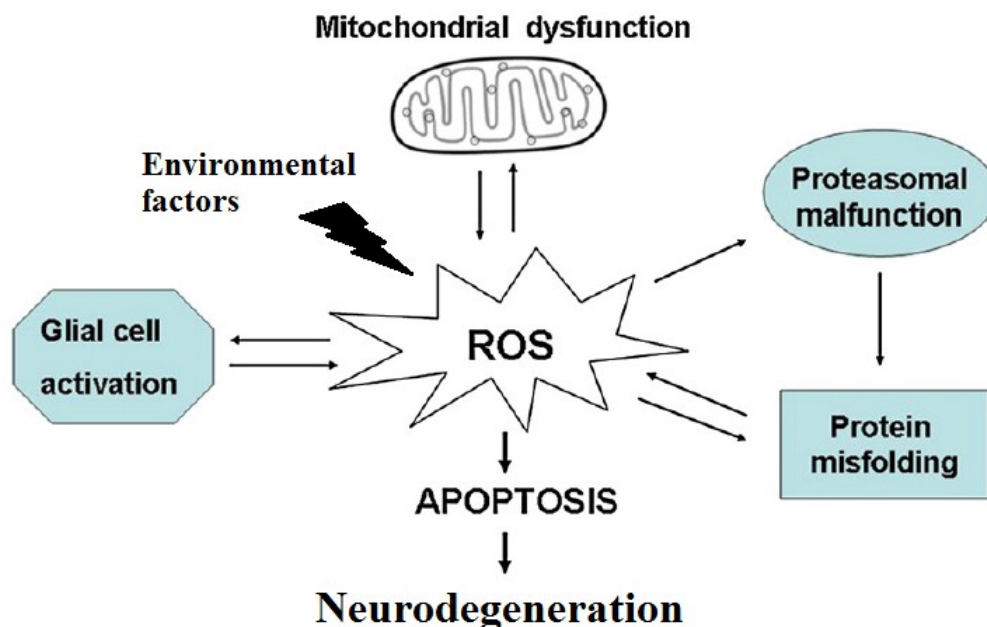 Mitochondrial dysfunction
Environmental
factors
Proteasomal
malfunction
Glial cell
activation
ROS
Protein
misfolding
APOPTOSIS
Neurodegeneration